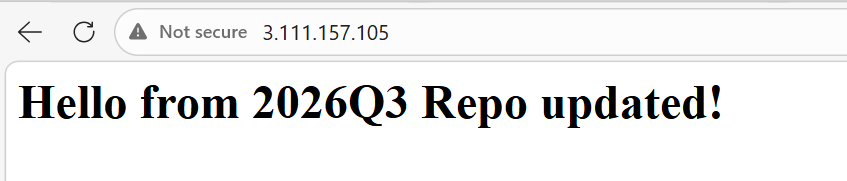 Not secure 3.111.157.105
Hello from 2026Q3 Repo updated!